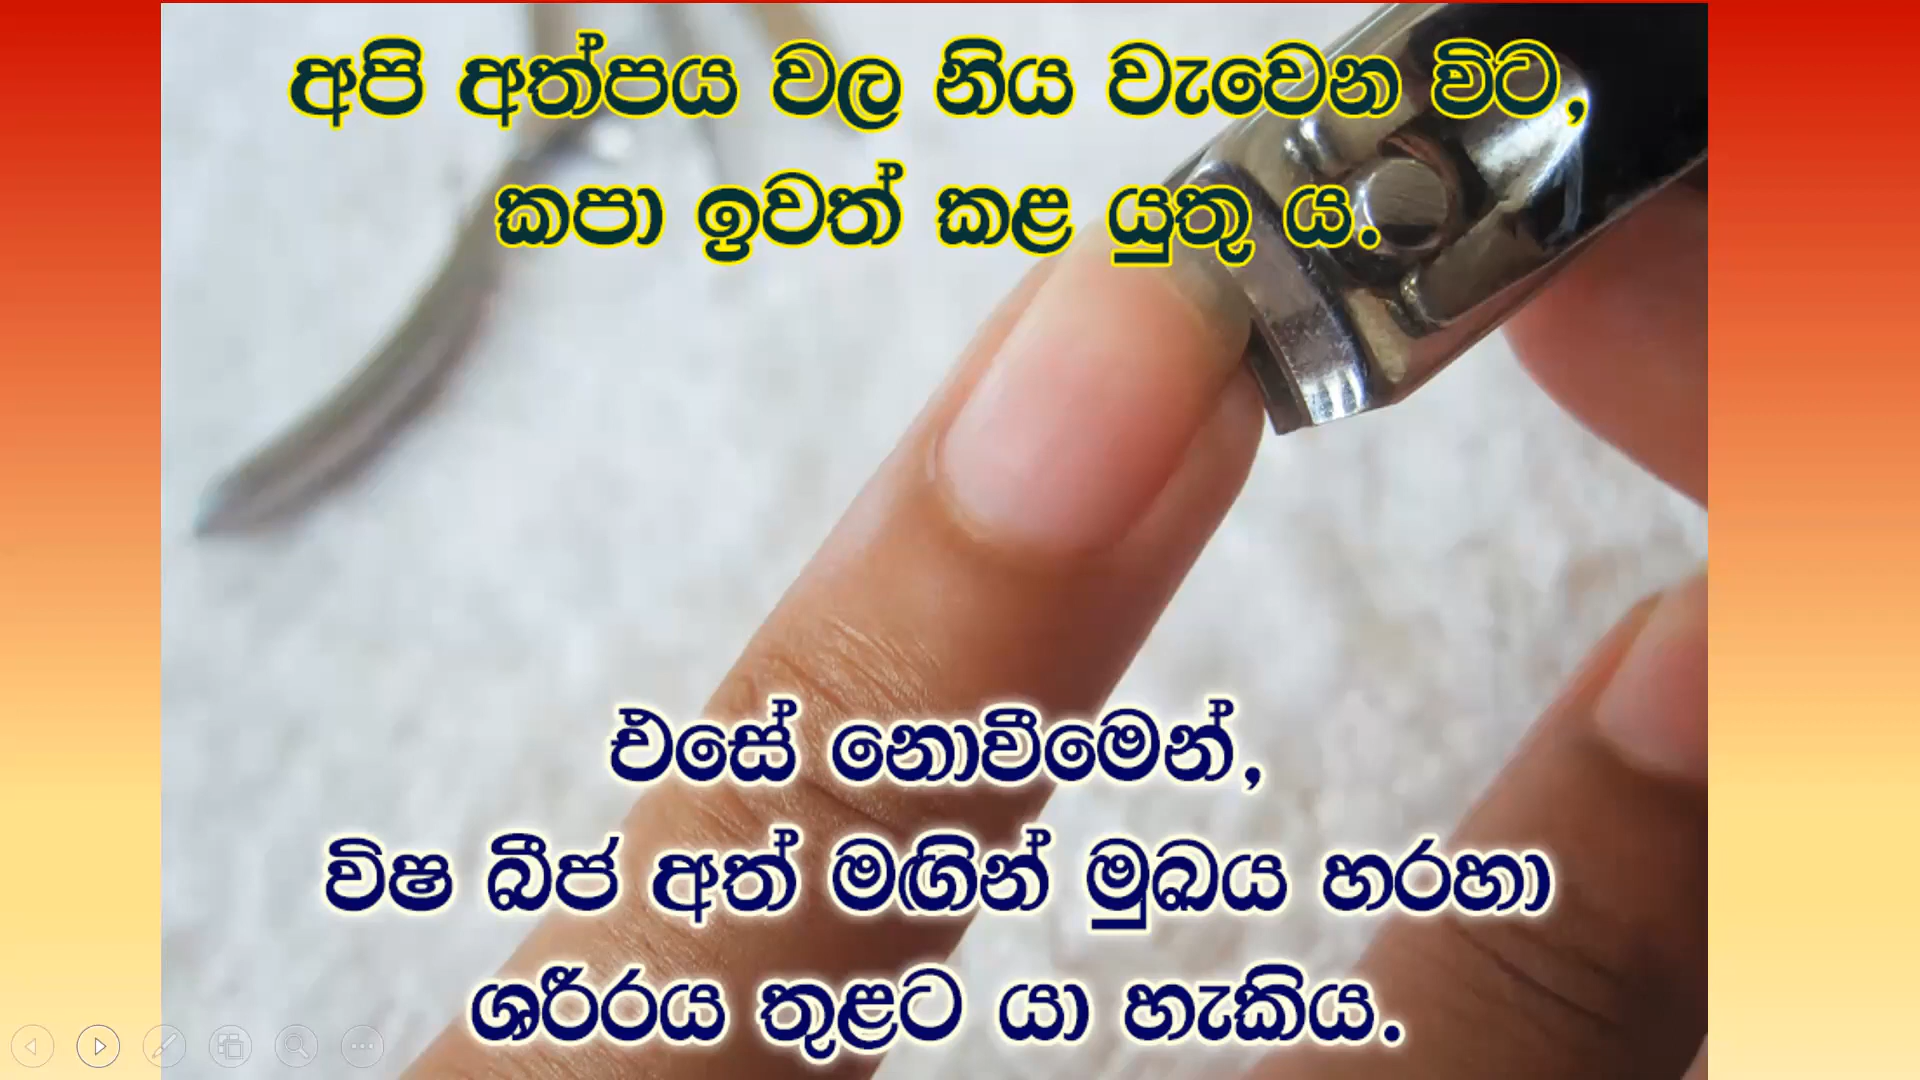 අපි අත්පය වල නිය වැවෙන විට,
කපා ඉවත් කළ යුතු ය.
එසේ නොවීමෙන්,
විෂ බීජ අත් මඟින් මුඛය හරහා
ශරීරය තුළට යා හැකිය.